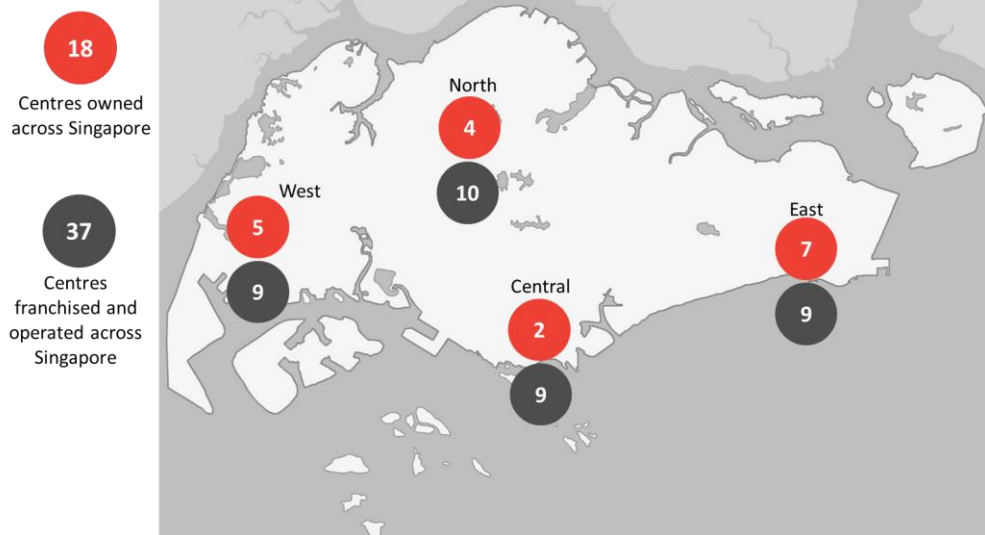 18
Centres owned
across Singapore
37
Centres
franchised and
operated across
Singapore
North
4
10
West
5
9
East
7
9
Central
2
9